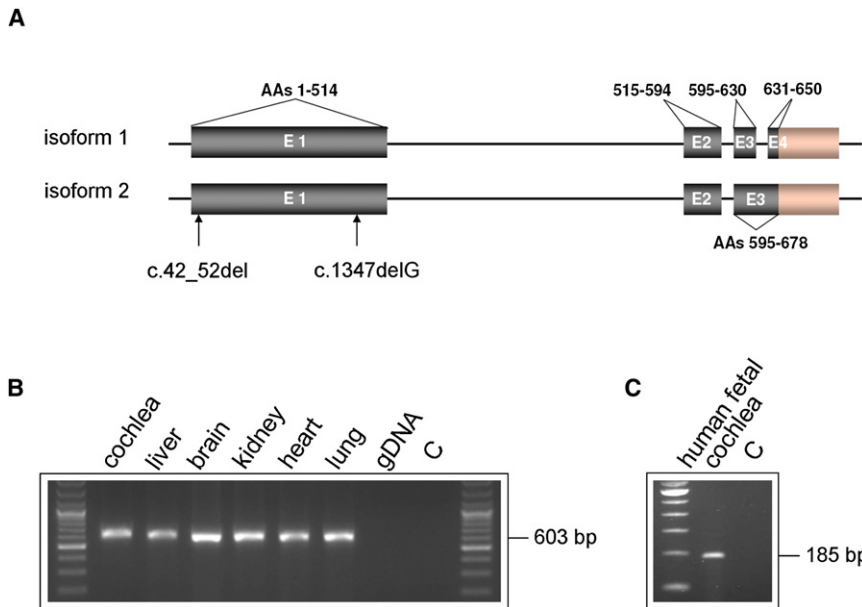 A
AAs 1-514
515-594 595-630 631-650
isoform 1
E 1
E2
E3
E4
isoform 2
E 1
E2
E3
AAs 595-678
c.42_52del
c.1347delG
B
cochlea
liver
brain
kidney
heart
lung
gDNA
C
603 bp
C
human fetal
cochlea
C
185 bp